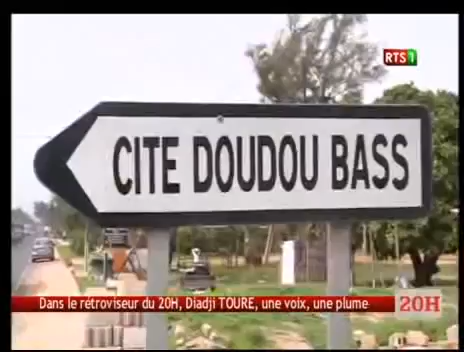 RTS 1
CITE DOUDOU BASS
Dans le rétroviseur du 20H, Diadji TOURE, une voix, une plume
20H